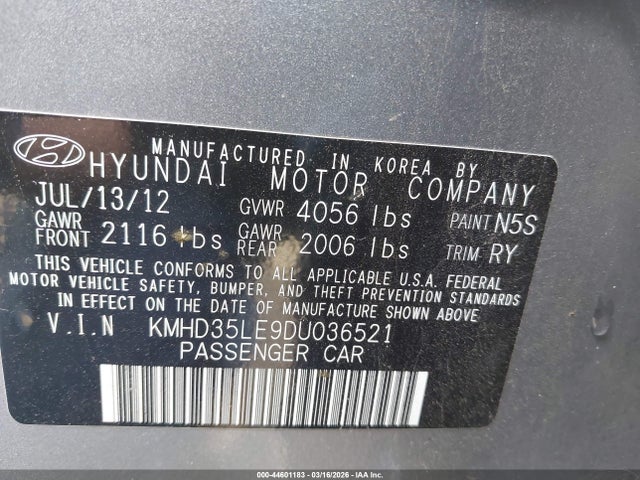 MANUFACTURED IN KOREA BY
HYUNDAI MOTOR COMPANY
JUL/13/12 GVWR 4056 lbs PAINT N5S
GAWR FRONT 2116 lbs GAWR REAR 2006 lbs TRIM RY
THIS VEHICLE CONFORMS TO ALL APPLICABLE U.S.A. FEDERAL
MOTOR VEHICLE SAFETY, BUMPER, AND THEFT PREVENTION STANDARDS
IN EFFECT ON THE DATE OF MANUFACTURE SHOWN ABOVE.
V.I.N KMHD35LE9DU036521
PASSENGER CAR
000-44601183 - 03/16/2026 - IAA Inc.